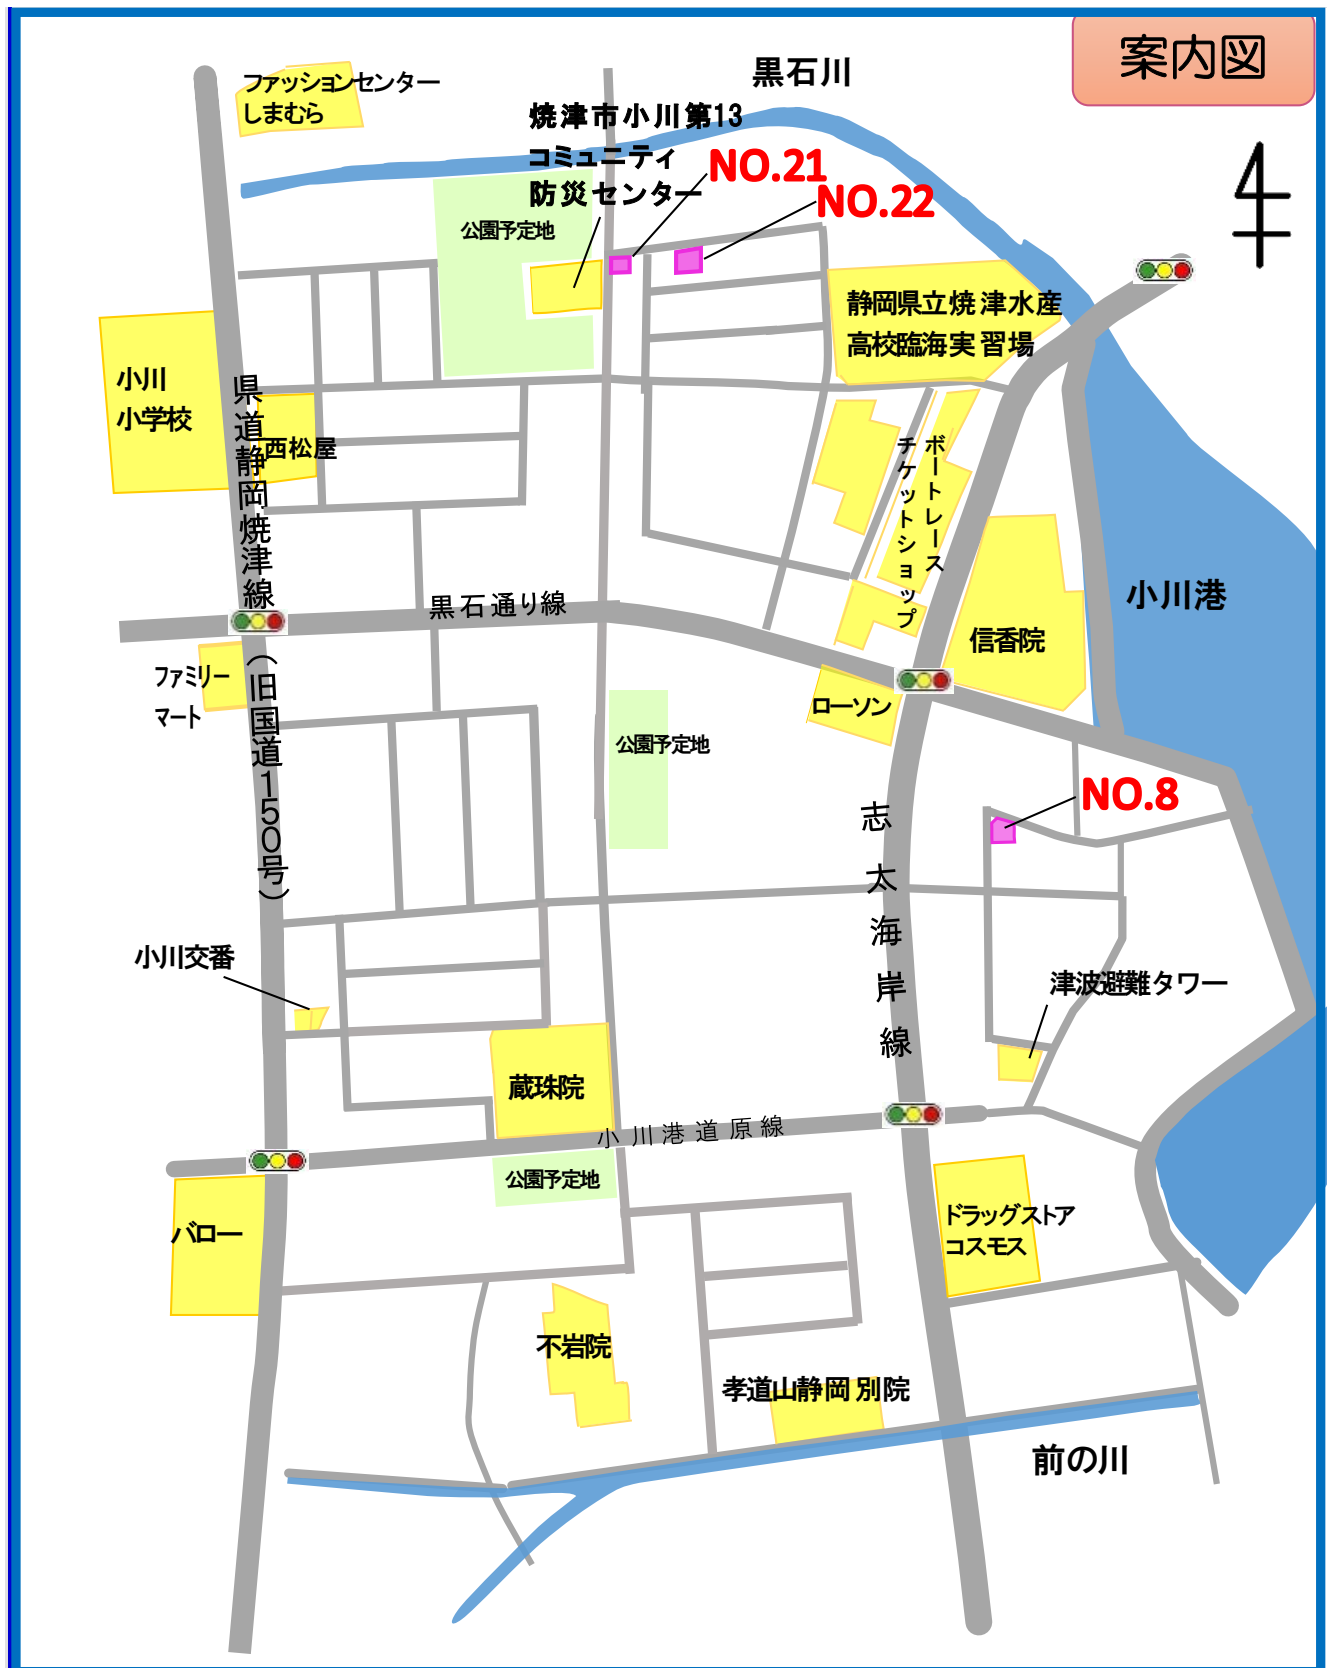 案内図
黒石川
ファッションセンター
しまむら
焼津市小川第13
コミュニティ
防災センター
NO.21
NO.22
公園予定地
静岡県立焼津水産
高校臨海実習場
小川
小学校
西松屋
県道静岡焼津線
(旧国道150号)
ボートレース
チケットショップ
小川港
黒石通り線
信香院
ファミリー
マート
ローソン
公園予定地
NO.8
志太海岸線
小川交番
津波避難タワー
蔵珠院
小川港道原線
公園予定地
バロー
ドラッグストア
コスモス
不岩院
孝道山静岡別院
前の川